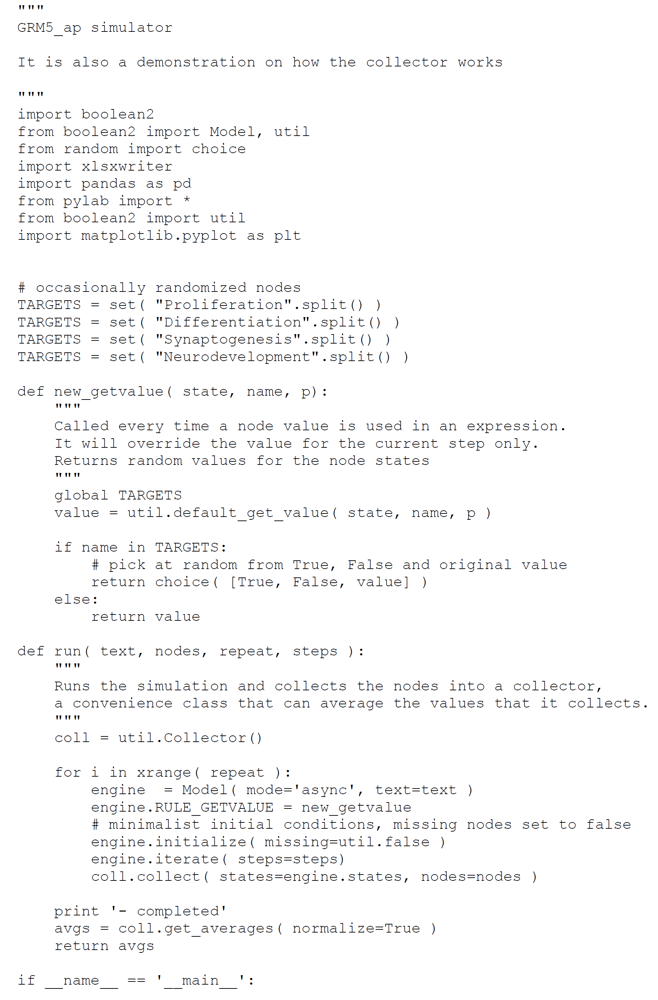 """
GRM5_ap simulator
It is also a demonstration on how the collector works
"""
import boolean2
from boolean2 import Model, util
from random import choice
import xlsxwriter
import pandas as pd
from pylab import *
from boolean2 import util
import matplotlib.pyplot as plt
# occasionally randomized nodes
TARGETS = set( "Proliferation".split() )
TARGETS = set( "Differentiation".split() )
TARGETS = set( "Synaptogenesis".split() )
TARGETS = set( "Neurodevelopment".split() )
def new_getvalue( state, name, p):
    """
    Called every time a node value is used in an expression.
    It will override the value for the current step only.
    Returns random values for the node states
    """
    global TARGETS
    value = util.default_get_value( state, name, p )
    if name in TARGETS:
        # pick at random from True, False and original value
        return choice( [True, False, value] )
    else:
        return value
def run( text, nodes, repeat, steps ):
    """
    Runs the simulation and collects the nodes into a collector,
    a convenience class that can average the values that it collects.
    """
    coll = util.Collector()
    for i in xrange( repeat ):
        engine  = Model( mode='async', text=text )
        engine.RULE_GETVALUE = new_getvalue
        # minimalist initial conditions, missing nodes set to false
        engine.initialize( missing=util.false )
        engine.iterate( steps=steps)
        coll.collect( states=engine.states, nodes=nodes )
    print '- completed'
    avgs = coll.get_averages( normalize=True )
    return avgs
if __name__ == '__main__':